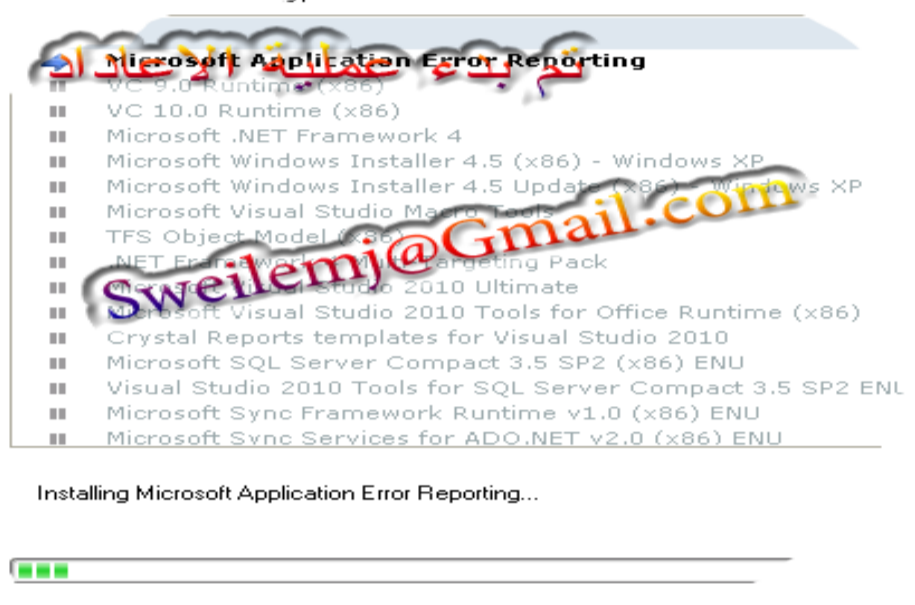 Microsoft Application Error Reporting
تم بدء عملية الاعداد
VC 9.0 Runtime (x86)
VC 10.0 Runtime (x86)
Microsoft .NET Framework 4
Microsoft Windows Installer 4.5 (x86) - Windows XP
Microsoft Windows Installer 4.5 Update (x86) - Windows XP
Microsoft Visual Studio Macro Tools
TFS Object Model (x86)
.NET Framework - Multi-Targeting Pack
Microsoft Visual Studio 2010 Ultimate
Sweilemj@Gmail.com
Microsoft Visual Studio 2010 Tools for Office Runtime (x86)
Crystal Reports templates for Visual Studio 2010
Microsoft SQL Server Compact 3.5 SP2 (x86) ENU
Visual Studio 2010 Tools for SQL Server Compact 3.5 SP2 ENU
Microsoft Sync Framework Runtime v1.0 (x86) ENU
Microsoft Sync Services for ADO.NET v2.0 (x86) ENU
Installing Microsoft Application Error Reporting...